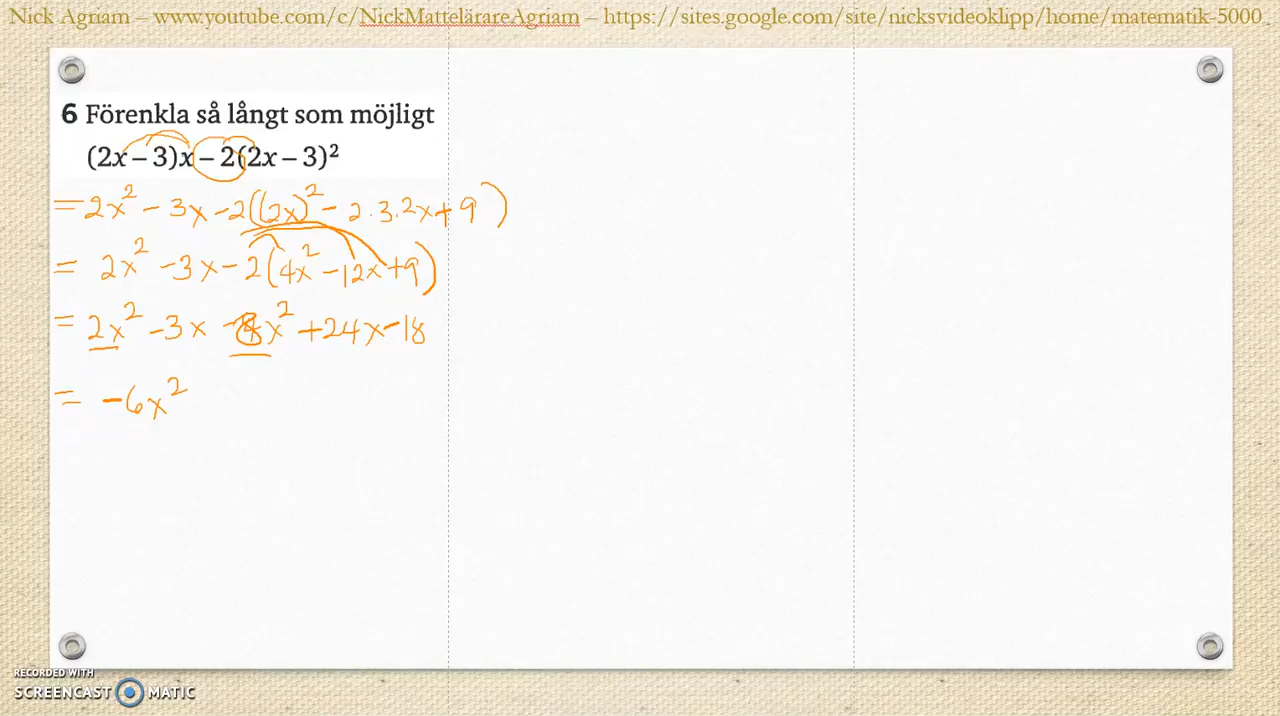 Nick Agriam – www.youtube.com/c/NickMattelärareAgriam – https://sites.google.com/site/nicksvideoklipp/home/matematik-5000
6 Förenkla så långt som möjligt
(2x – 3)x – 2(2x – 3)²
= 2x² - 3x - 2((2x)² - 2·3·2x + 9)
= 2x² - 3x - 2(4x² - 12x + 9)
= 2x² - 3x - 8x² + 24x - 18
= -6x²
RECORDED WITH
SCREENCAST MATIC